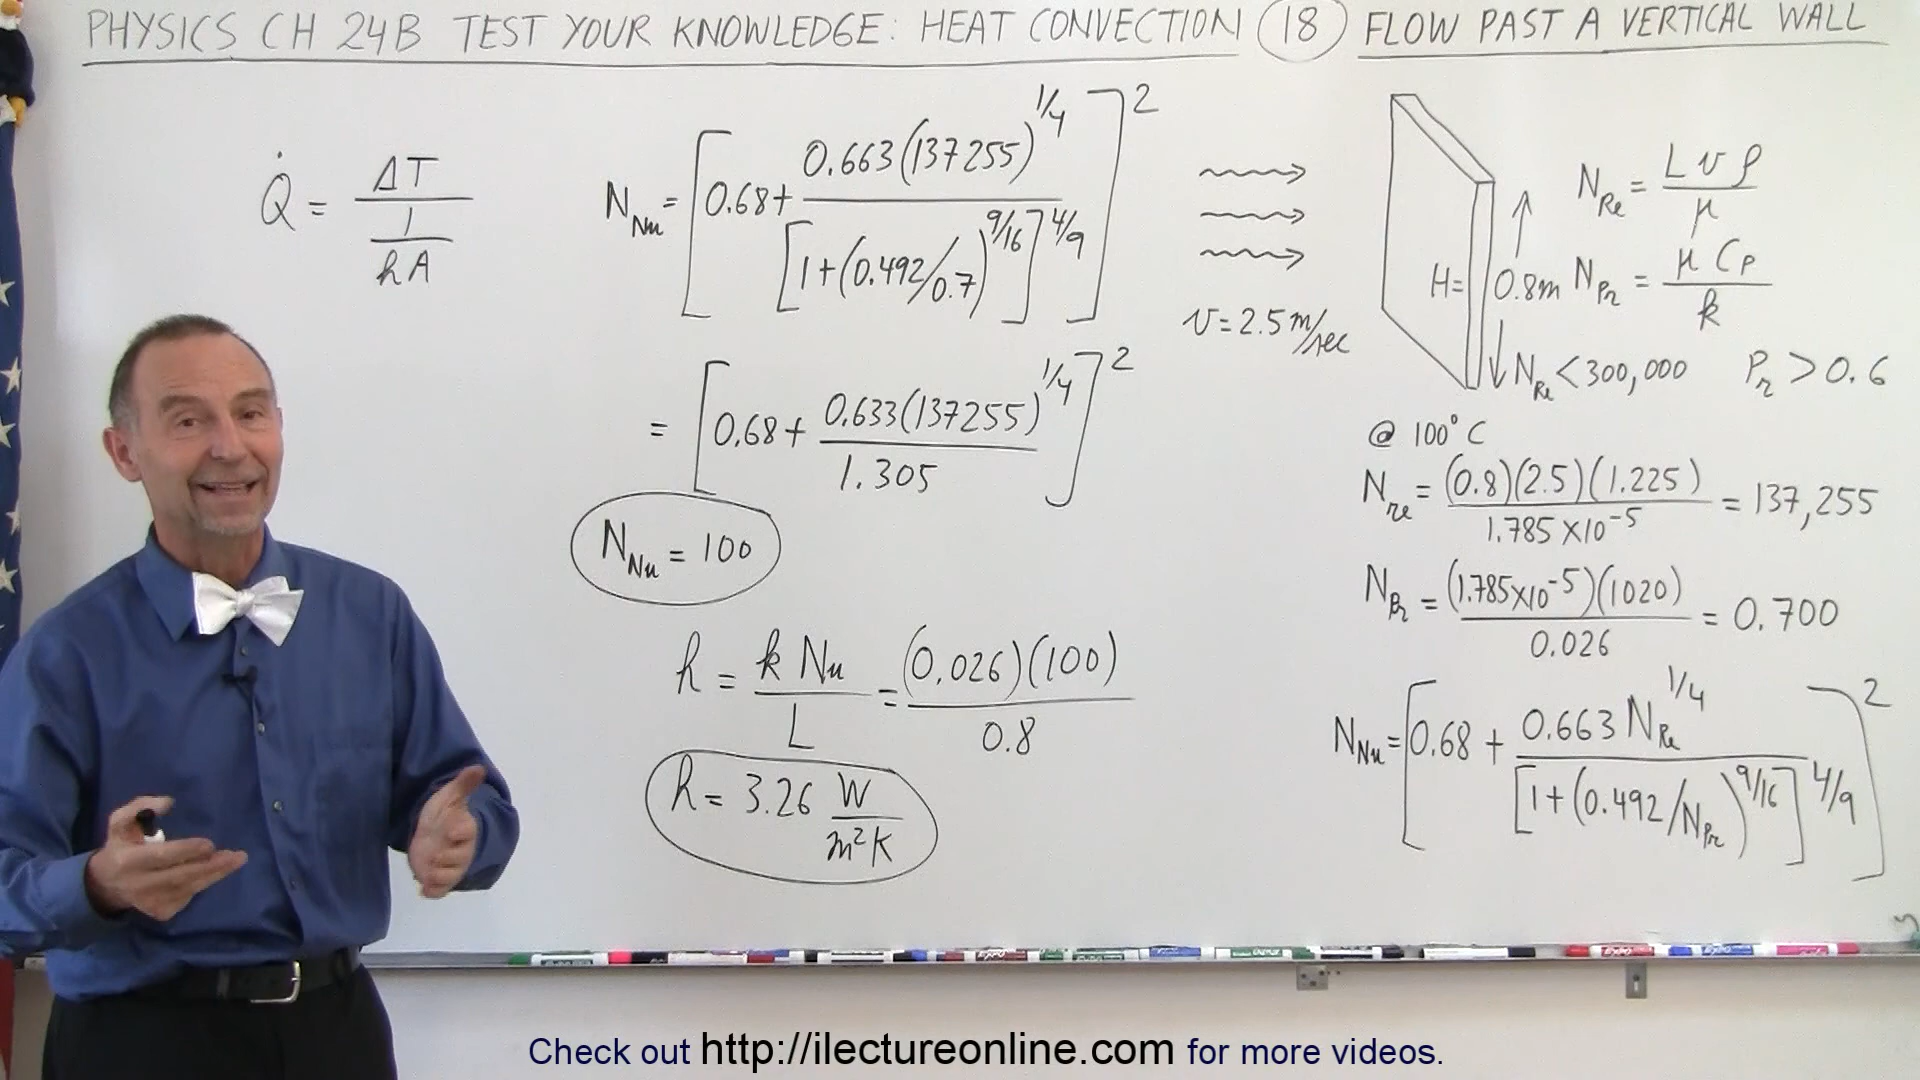 PHYSICS CH 24B TEST YOUR KNOWLEDGE: HEAT CONVECTION 18 FLOW PAST A VERTICAL WALL
Q̇ = ΔT / (1 / hA)
N_Nu = [0.68 + 0.663(137255)^1/4 / [1+(0.492/0.7)^9/16]^4/9]^2
= [0.68 + 0.633(137255)^1/4 / 1.305]^2
N_Nu = 100
h = k Nu / L = (0.026)(100) / 0.8
h = 3.26 W / m²K
v = 2.5 m/sec
H = 0.8m
N_Re = L v ρ / μ
N_Pr = μ Cp / k
N_Re < 300,000 Pr > 0.6
@ 100°C
N_re = (0.8)(2.5)(1.225) / 1.785 X10^-5 = 137,255
N_Pr = (1.785x10^-5)(1020) / 0.026 = 0.700
N_Nu = [0.68 + 0.663 N_Re^1/4 / [1+(0.492/N_Pr)^9/16]^4/9]^2
Check out http://ilectureonline.com for more videos.